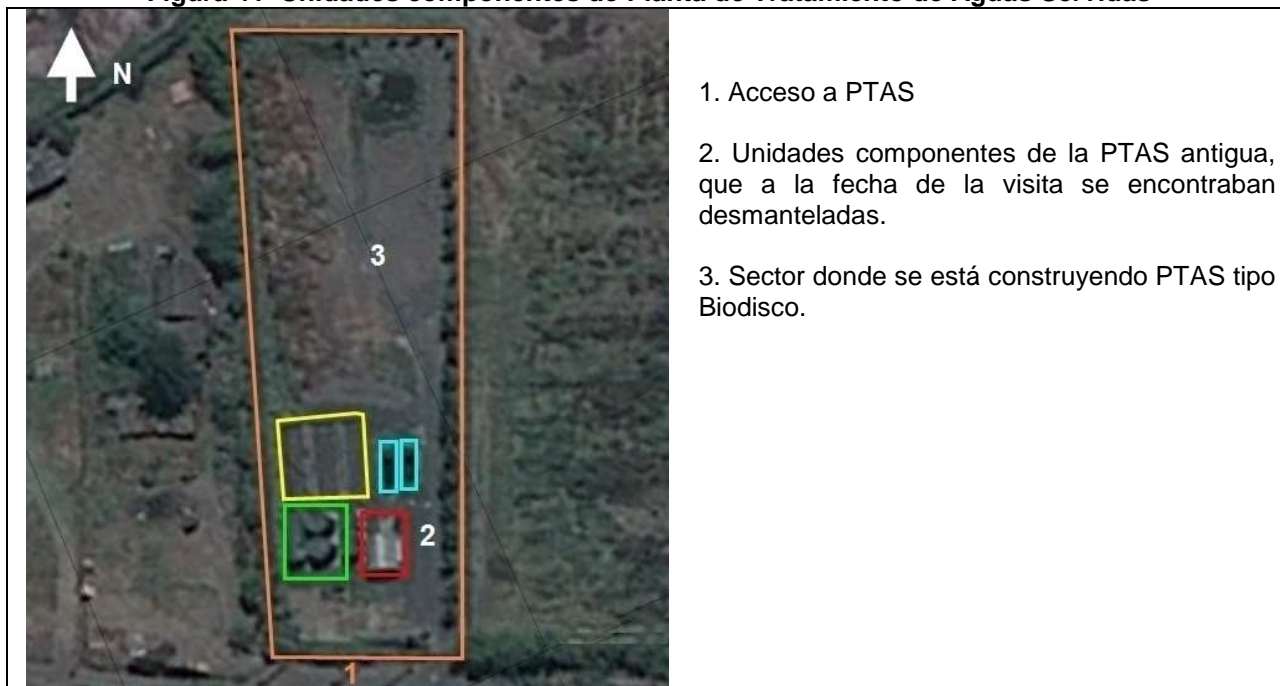 N
3
2
1
1. Acceso a PTAS
2. Unidades componentes de la PTAS antigua,
que a la fecha de la visita se encontraban
desmanteladas.
3. Sector donde se está construyendo PTAS tipo
Biodisco.